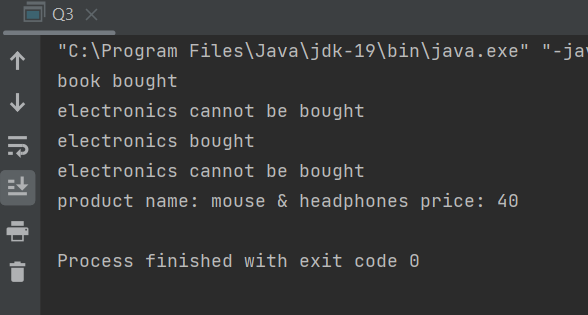 Q3
"C:\Program Files\Java\jdk-19\bin\java.exe" "-jav
book bought
electronics cannot be bought
electronics bought
electronics cannot be bought
product name: mouse & headphones price: 40
Process finished with exit code 0